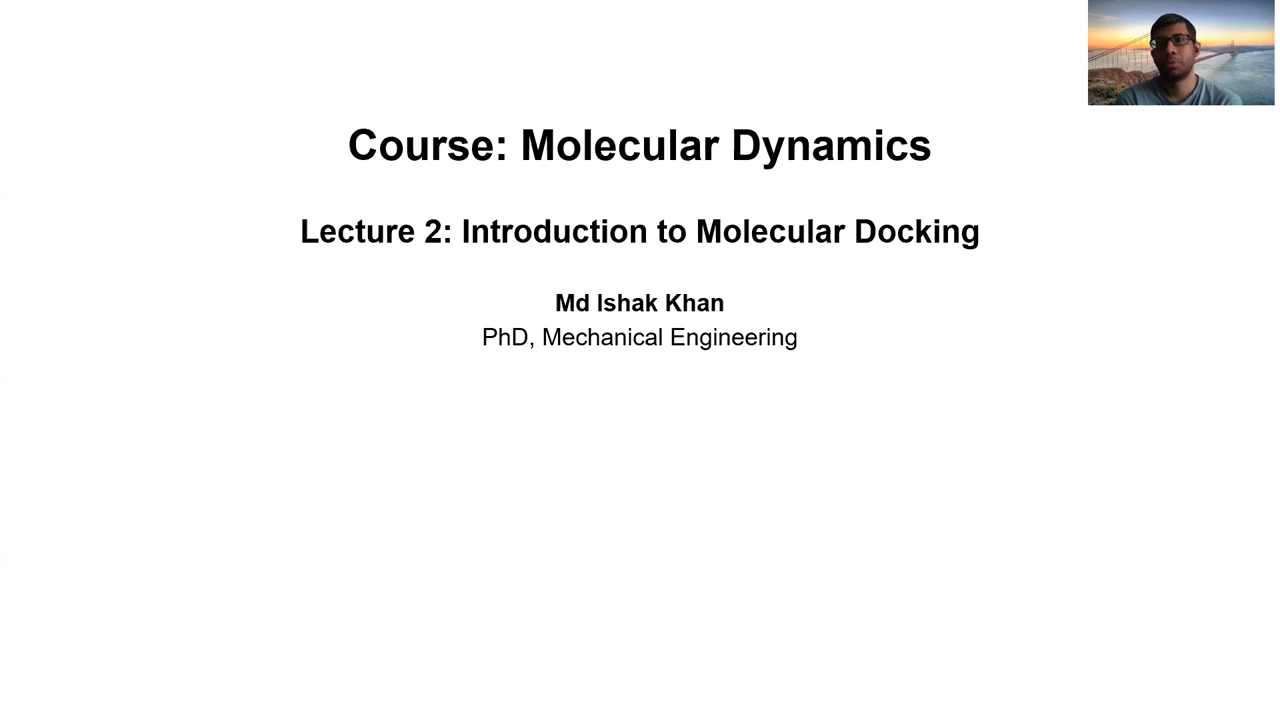 Course: Molecular Dynamics
Lecture 2: Introduction to Molecular Docking
Md Ishak Khan
PhD, Mechanical Engineering